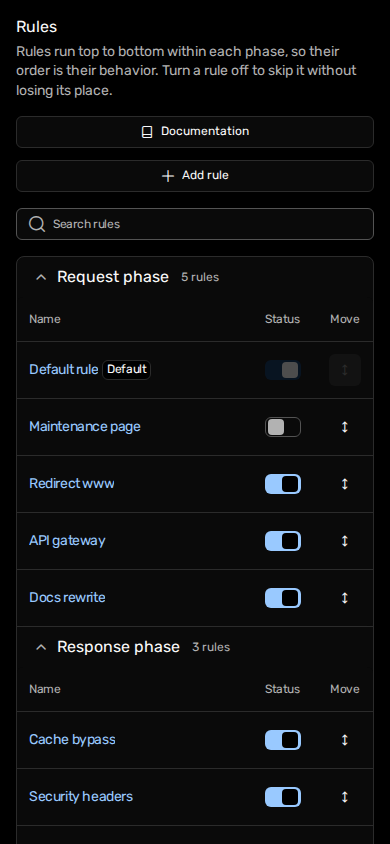 Rules
Rules run top to bottom within each phase, so their
order is their behavior. Turn a rule off to skip it without
losing its place.
Documentation
Add rule
Search rules
Request phase 5 rules
Name Status Move
Default rule Default
Maintenance page
Redirect www
API gateway
Docs rewrite
Response phase 3 rules
Name Status Move
Cache bypass
Security headers